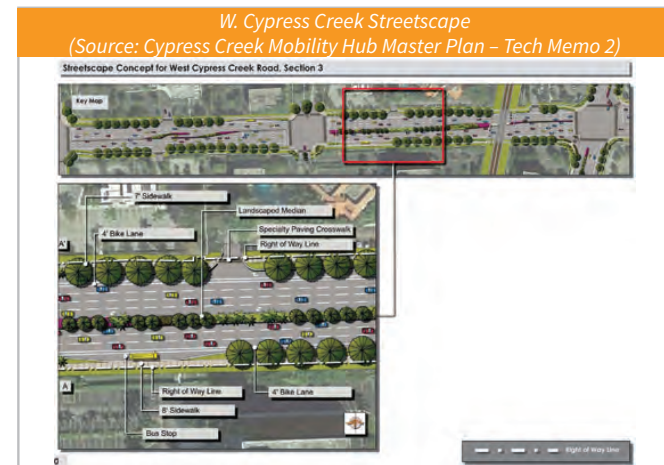 W. Cypress Creek Streetscape
(Source: Cypress Creek Mobility Hub Master Plan – Tech Memo 2)
Streetscape Concept for West Cypress Creek Road, Section 3
Key Map
7' Sidewalk
Landscaped Median
4' Bike Lane
Specialty Paving Crosswalk
A'
Right of Way Line
A
Right of Way Line
4' Bike Lane
8' Sidewalk
Bus Stop
Right of Way Line